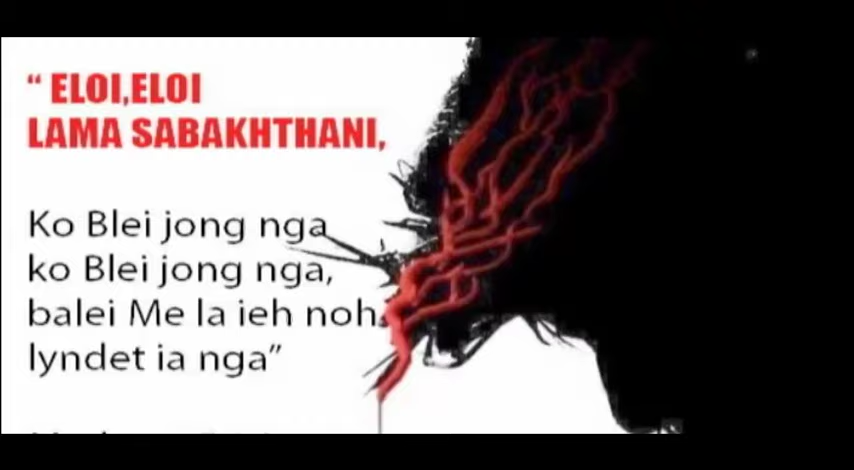 “ ELOI,ELOI
LAMA SABAKHTHANI,
Ko Blei jong nga
ko Blei jong nga,
balei Me la ieh noh
lyndet ia nga”